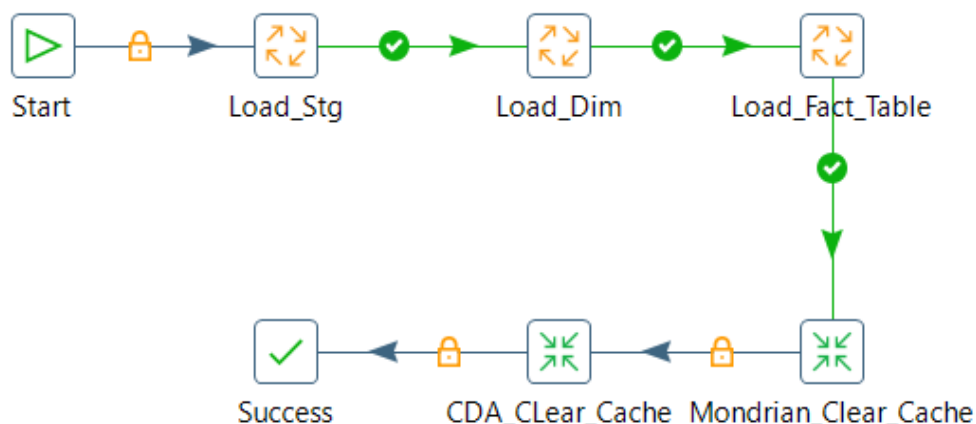 Start
Load_Stg
Load_Dim
Load_Fact_Table
Success
CDA_CLear_Cache
Mondrian_Clear_Cache